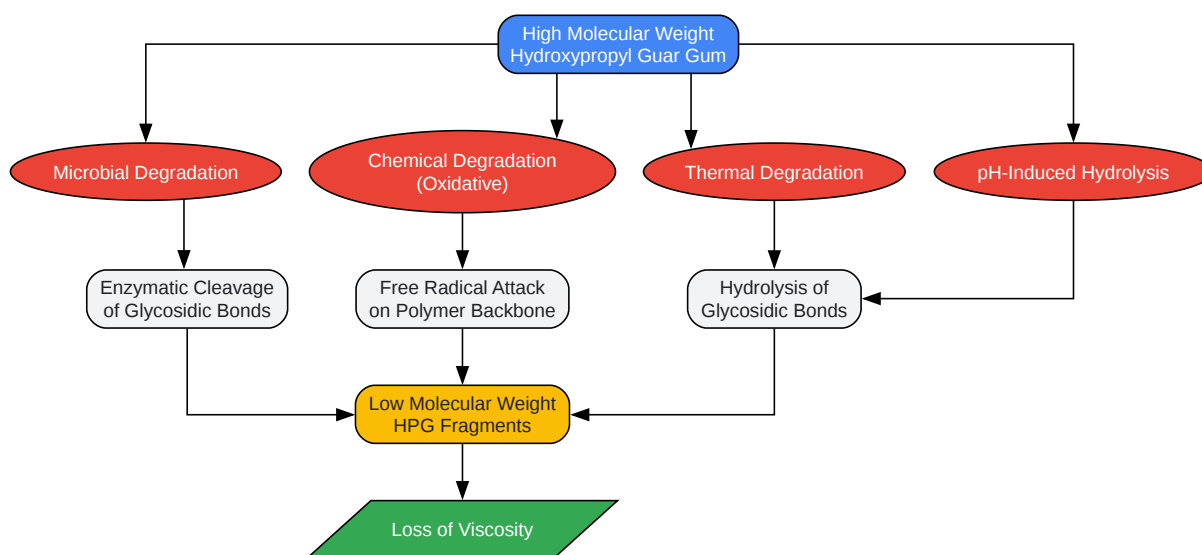 High Molecular Weight
Hydroxypropyl Guar Gum
Microbial Degradation
Chemical Degradation
(Oxidative)
Thermal Degradation
pH-Induced Hydrolysis
Enzymatic Cleavage
of Glycosidic Bonds
Free Radical Attack
on Polymer Backbone
Hydrolysis of
Glycosidic Bonds
Low Molecular Weight
HPG Fragments
Loss of Viscosity